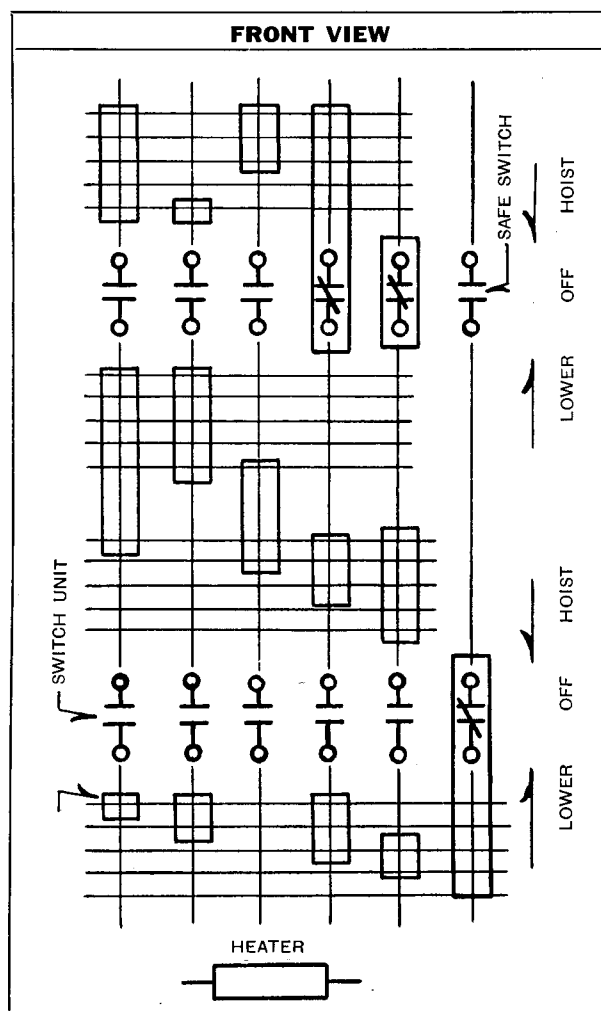 FRONT VIEW
SAFE SWITCH
HOIST
OFF
LOWER
SWITCH UNIT
HOIST
OFF
LOWER
HEATER